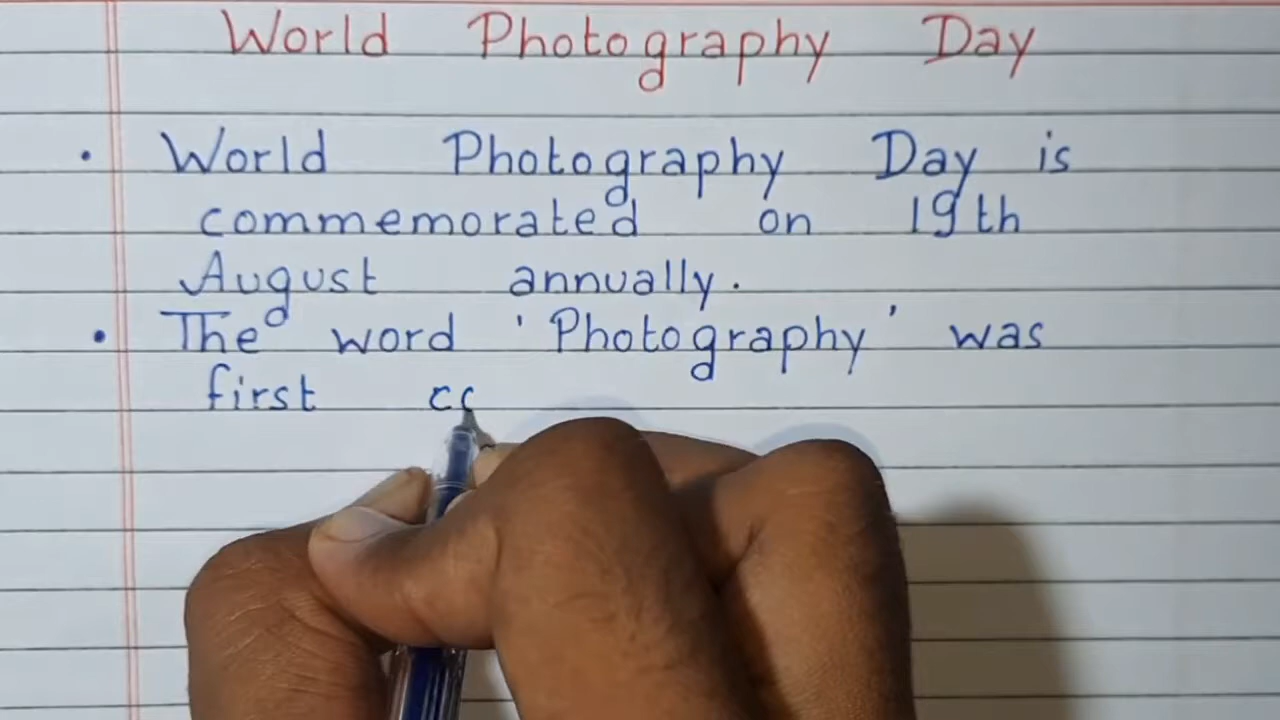 World Photography Day
• World Photography Day is
commemorated on 19th
August annually.
• The word 'Photography' was
first